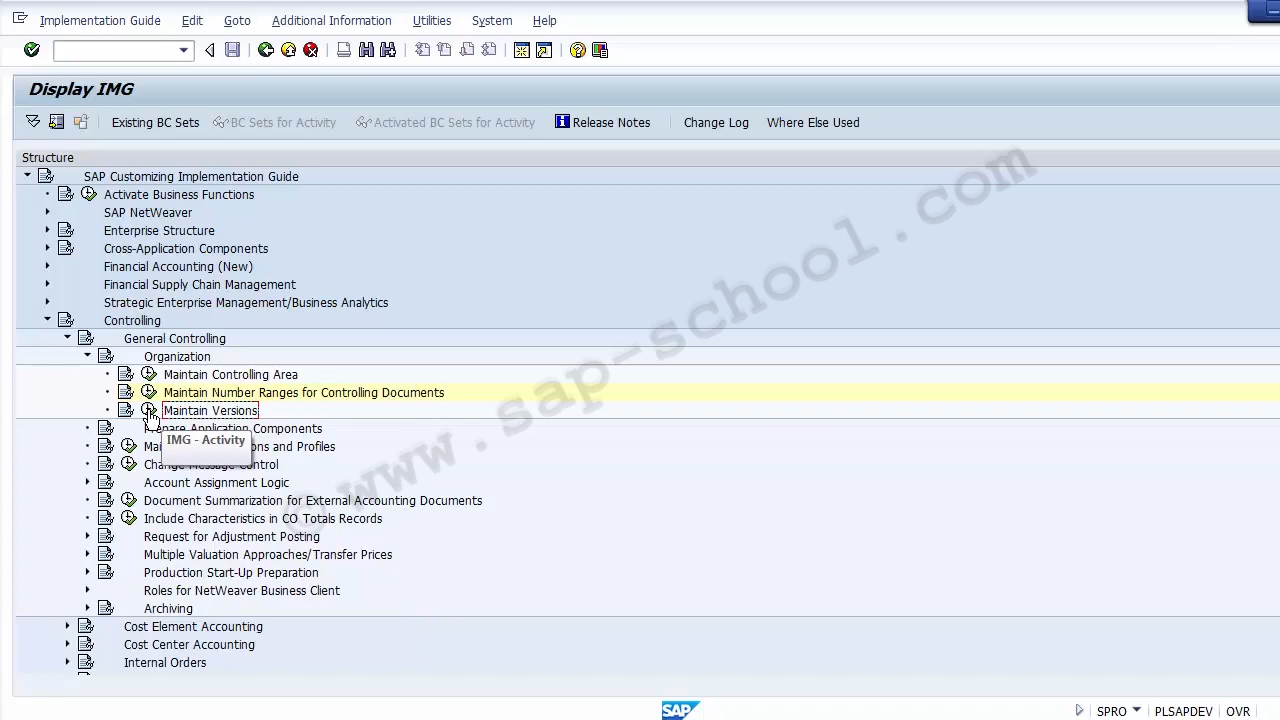 Implementation Guide Edit Goto Additional Information Utilities System Help
Display IMG
Existing BC Sets BC Sets for Activity Activated BC Sets for Activity Release Notes Change Log Where Else Used
Structure
SAP Customizing Implementation Guide
Activate Business Functions
SAP NetWeaver
Enterprise Structure
Cross-Application Components
Financial Accounting (New)
Financial Supply Chain Management
Strategic Enterprise Management/Business Analytics
Controlling
General Controlling
Organization
Maintain Controlling Area
Maintain Number Ranges for Controlling Documents
Maintain Versions
Components
IMG - Activity
and Profiles
Account Assignment Logic
Document Summarization for External Accounting Documents
Include Characteristics in CO Totals Records
Request for Adjustment Posting
Multiple Valuation Approaches/Transfer Prices
Production Start-Up Preparation
Roles for NetWeaver Business Client
Archiving
Cost Element Accounting
Cost Center Accounting
Internal Orders
© www.sap-school.com
SAP SPRO PLSAPDEV OVR